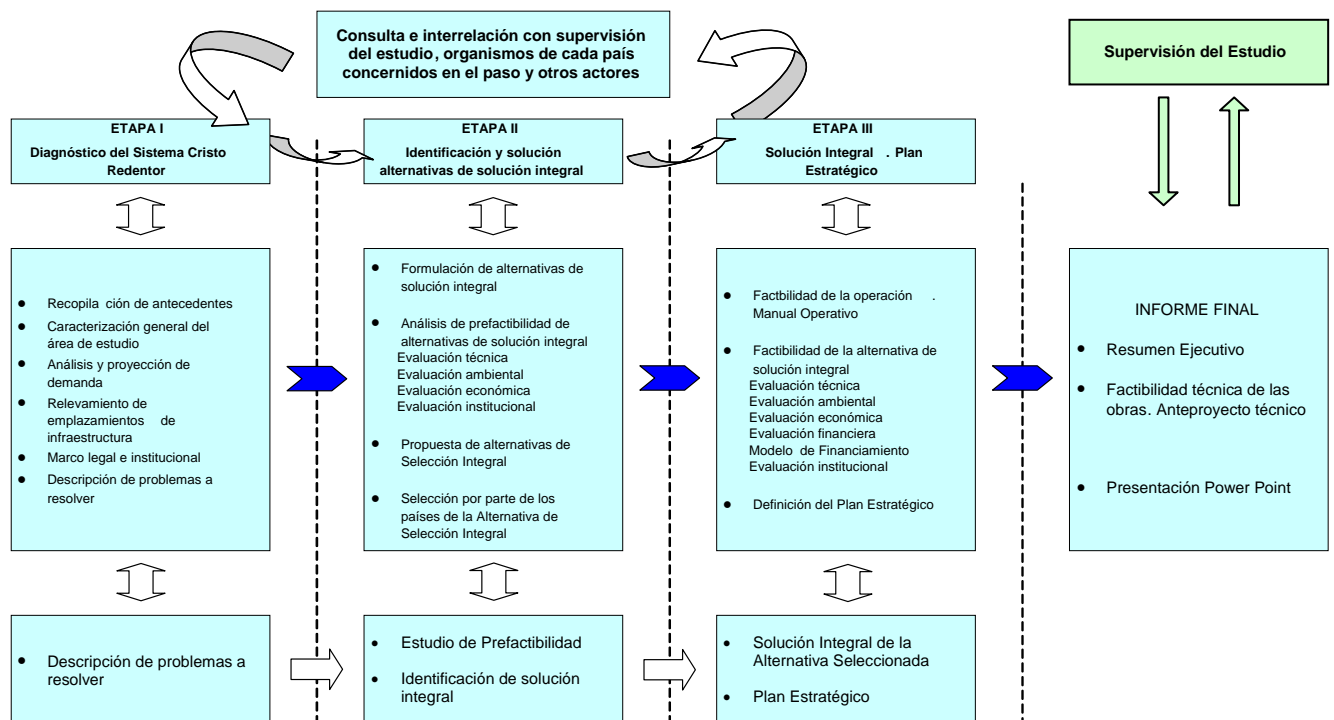 Consulta e interrelación con supervisión
del estudio, organismos de cada país
concernidos en el paso y otros actores
Supervisión del Estudio
ETAPA I
Diagnóstico del Sistema Cristo
Redentor
ETAPA II
Identificación y solución
alternativas de solución integral
ETAPA III
Solución Integral . Plan
Estratégico
● Recopila ción de antecedentes
● Caracterización general del
área de estudio
● Análisis y proyección de
demanda
● Relevamiento de
emplazamientos de
infraestructura
● Marco legal e institucional
● Descripción de problemas a
resolver
● Formulación de alternativas de
solución integral
● Análisis de prefactibilidad de
alternativas de solución integral
Evaluación técnica
Evaluación ambiental
Evaluación económica
Evaluación institucional
● Propuesta de alternativas de
Selección Integral
● Selección por parte de los
países de la Alternativa de
Selección Integral
● Factbilidad de la operación .
Manual Operativo
● Factibilidad de la alternativa de
solución integral
Evaluación técnica
Evaluación ambiental
Evaluación económica
Evaluación financiera
Modelo de Financiamiento
Evaluación institucional
● Definición del Plan Estratégico
INFORME FINAL
● Resumen Ejecutivo
● Factibilidad técnica de las
obras. Anteproyecto técnico
● Presentación Power Point
● Descripción de problemas a
resolver
● Estudio de Prefactibilidad
● Identificación de solución
integral
● Solución Integral de la
Alternativa Seleccionada
● Plan Estratégico